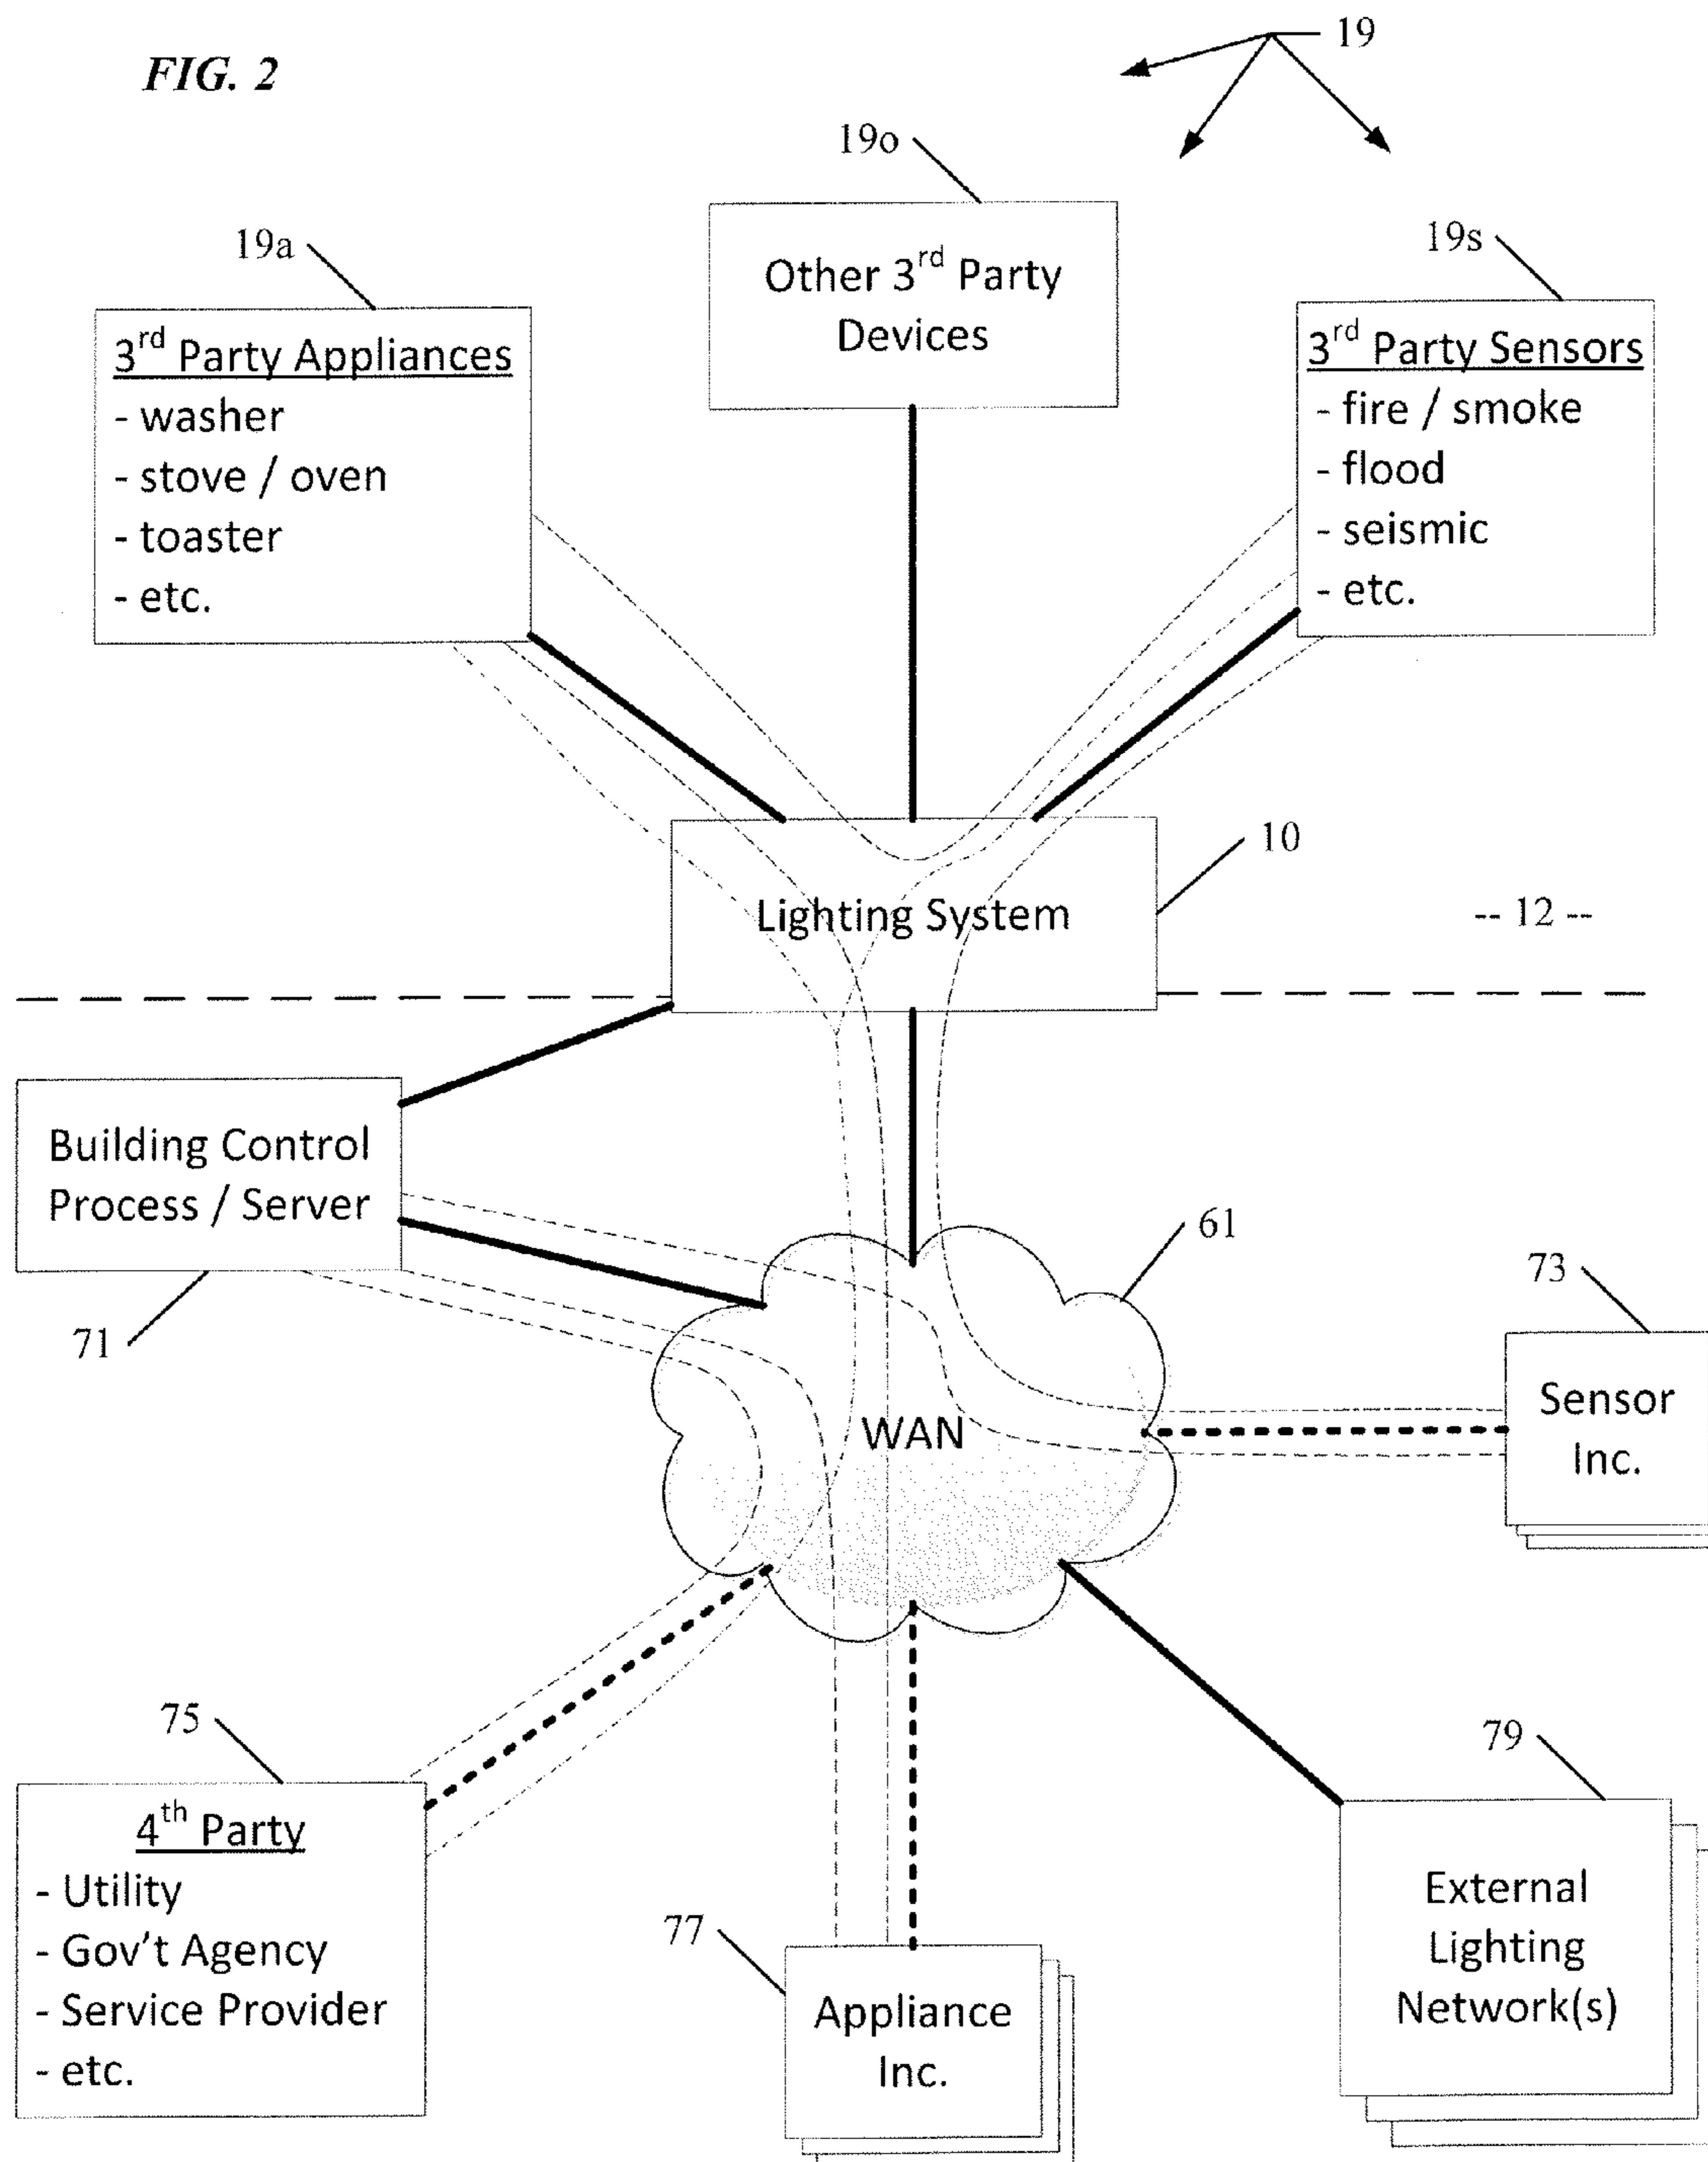 FIG. 2
19
19o
19a
19s
Other 3rd Party
Devices
3rd Party Appliances
- washer
- stove / oven
- toaster
- etc.
3rd Party Sensors
- fire / smoke
- flood
- seismic
- etc.
10
Lighting System
-- 12 --
Building Control
Process / Server
71
61
73
WAN
Sensor
Inc.
75
79
4th Party
- Utility
- Gov't Agency
- Service Provider
- etc.
77
Appliance
Inc.
External
Lighting
Network(s)